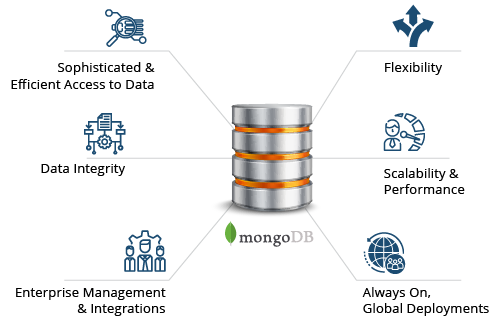 Sophisticated &
Efficient Access to Data
Flexibility
Data Integrity
Scalability &
Performance
mongoDB
Enterprise Management
& Integrations
Always On,
Global Deployments